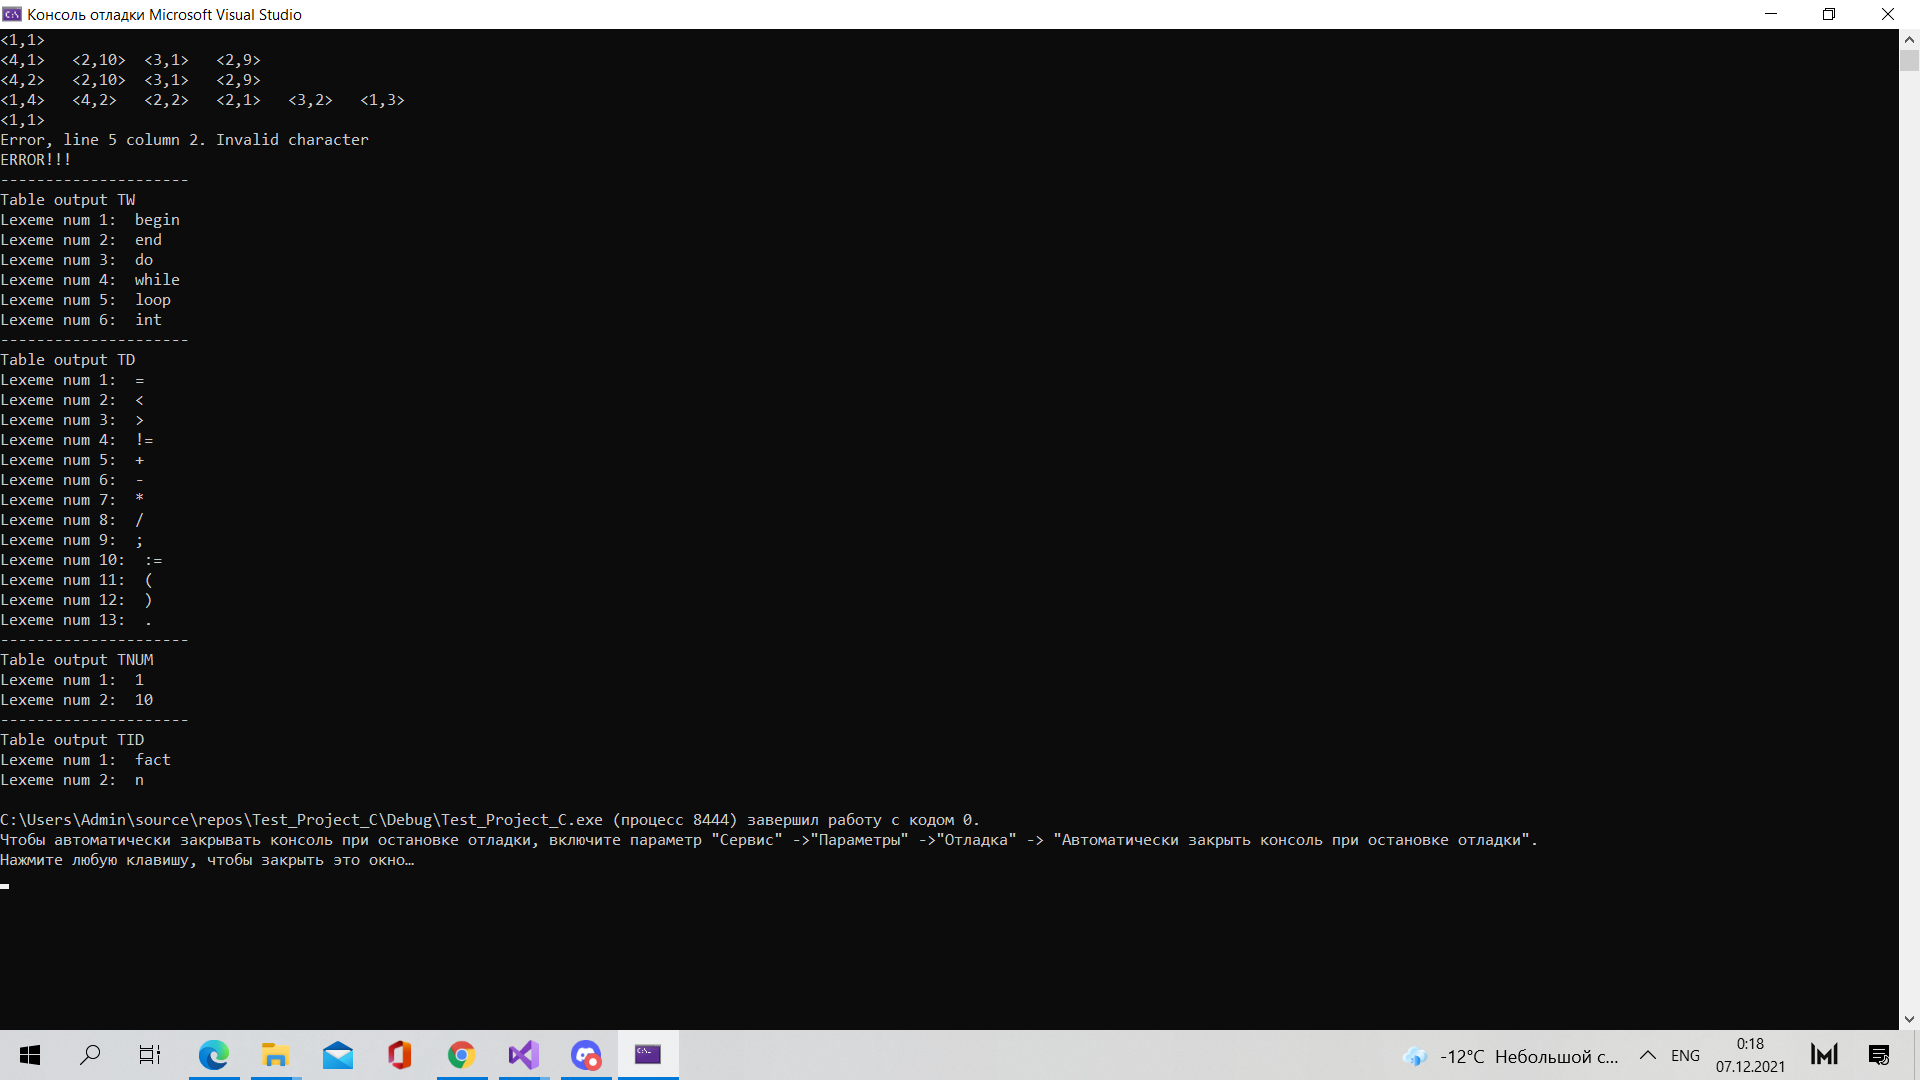 Консоль отладки Microsoft Visual Studio
<1,1>
<4,1>   <2,10>  <3,1>   <2,9>
<4,2>   <2,10>  <3,1>   <2,9>
<1,4>   <4,2>   <2,2>   <2,1>   <3,2>   <1,3>
<1,1>
Error, line 5 column 2. Invalid character
ERROR!!!
---------------------
Table output TW
Lexeme num 1:  begin
Lexeme num 2:  end
Lexeme num 3:  do
Lexeme num 4:  while
Lexeme num 5:  loop
Lexeme num 6:  int
---------------------
Table output TD
Lexeme num 1:  =
Lexeme num 2:  <
Lexeme num 3:  >
Lexeme num 4:  !=
Lexeme num 5:  +
Lexeme num 6:  -
Lexeme num 7:  *
Lexeme num 8:  /
Lexeme num 9:  ;
Lexeme num 10:  :=
Lexeme num 11:  (
Lexeme num 12:  )
Lexeme num 13:  .
---------------------
Table output TNUM
Lexeme num 1:  1
Lexeme num 2:  10
---------------------
Table output TID
Lexeme num 1:  fact
Lexeme num 2:  n
C:\Users\Admin\source\repos\Test_Project_C\Debug\Test_Project_C.exe (процесс 8444) завершил работу с кодом 0.
Чтобы автоматически закрывать консоль при остановке отладки, включите параметр "Сервис" ->"Параметры" ->"Отладка" -> "Автоматически закрыть консоль при остановке отладки".
Нажмите любую клавишу, чтобы закрыть это окно…
-12°C Небольшой с...
ENG
0:18
07.12.2021